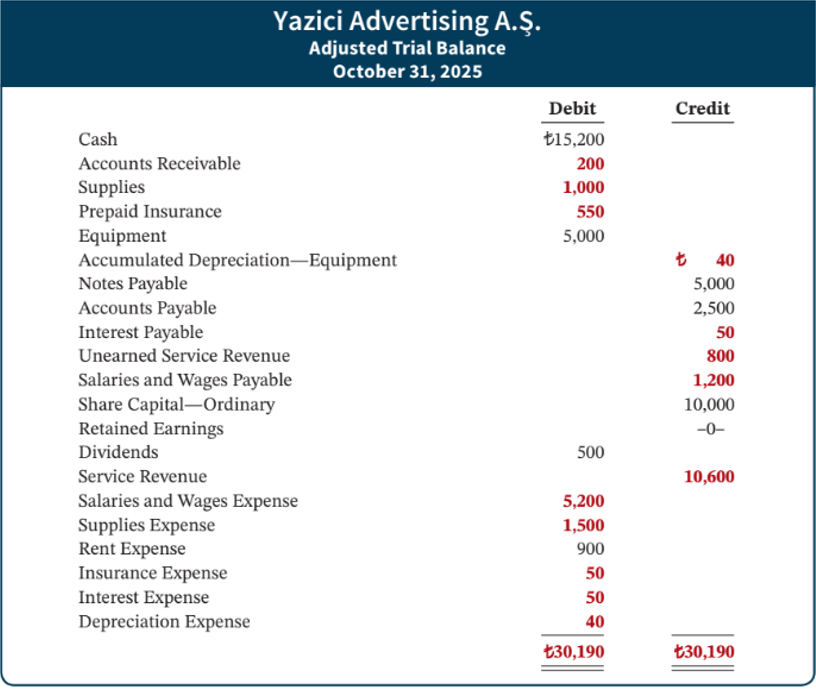 Yazici Advertising A.Ş.
Adjusted Trial Balance
October 31, 2025
Debit Credit
Cash ₺15,200
Accounts Receivable 200
Supplies 1,000
Prepaid Insurance 550
Equipment 5,000
Accumulated Depreciation—Equipment ₺ 40
Notes Payable 5,000
Accounts Payable 2,500
Interest Payable 50
Unearned Service Revenue 800
Salaries and Wages Payable 1,200
Share Capital—Ordinary 10,000
Retained Earnings –0–
Dividends 500
Service Revenue 10,600
Salaries and Wages Expense 5,200
Supplies Expense 1,500
Rent Expense 900
Insurance Expense 50
Interest Expense 50
Depreciation Expense 40
₺30,190 ₺30,190